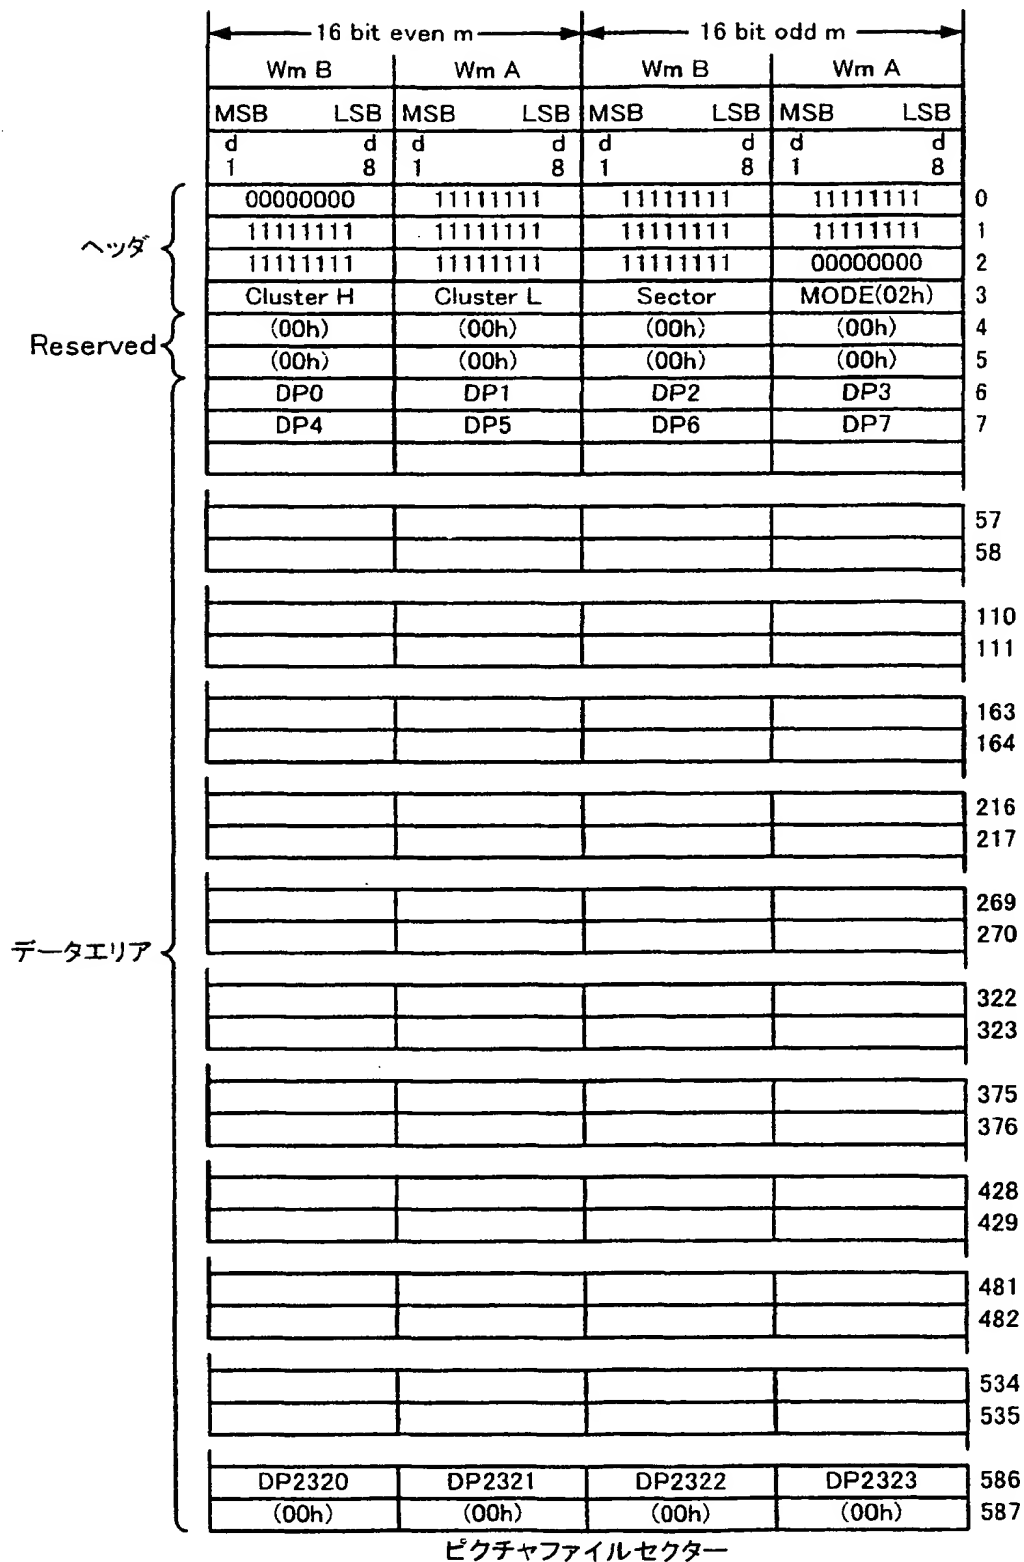 16 bit even m 16 bit odd m
Wm B Wm A Wm B Wm A
MSB LSB MSB LSB MSB LSB MSB LSB
d d d d d d d d
1 8 1 8 1 8 1 8
00000000 11111111 11111111 11111111 0
11111111 11111111 11111111 11111111 1
ヘッダ
11111111 11111111 11111111 00000000 2
Cluster H Cluster L Sector MODE(02h) 3
(00h) (00h) (00h) (00h) 4
Reserved
(00h) (00h) (00h) (00h) 5
DP0 DP1 DP2 DP3 6
DP4 DP5 DP6 DP7 7
57
58
110
111
163
164
216
217
269
270
データエリア
322
323
375
376
428
429
481
482
534
535
DP2320 DP2321 DP2322 DP2323 586
(00h) (00h) (00h) (00h) 587
ピクチャファイルセクター